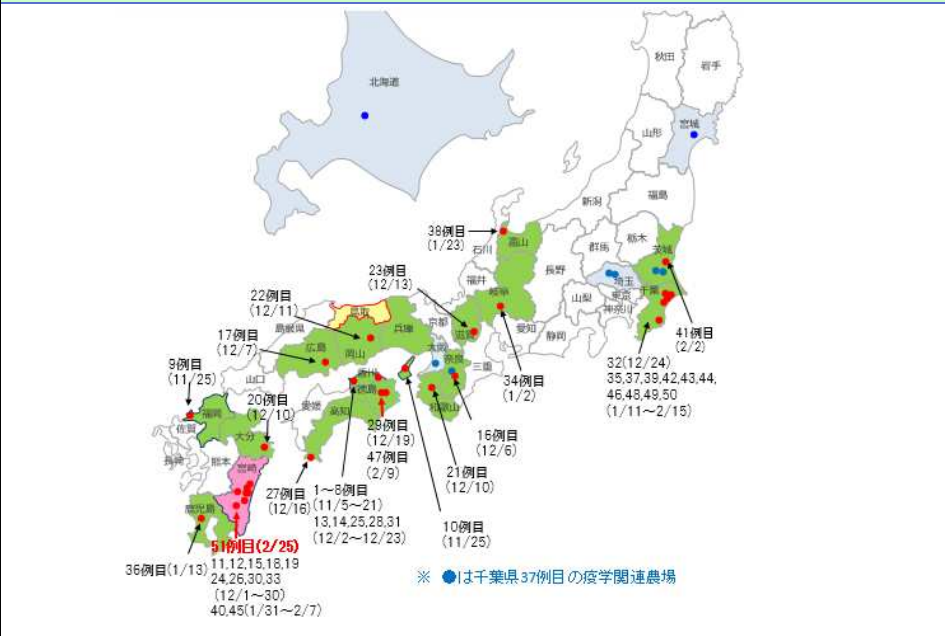 北海道
秋田
岩手
山形
宮城
新潟
福島
38例目
(1/23)
石川
富山
群馬
栃木
茨城
23例目
(12/13)
福井
長野
埼玉
千葉
東京
神奈川
山梨
22例目
(12/11)
岐阜
鳥取
京都
滋賀
愛知
静岡
41例目
(2/2)
17例目
(12/7)
島根県
兵庫
広島
岡山
大阪
奈良
三重
34例目
(1/2)
32(12/24)
35,37,39,42,43,44,
46,48,49,50
(1/11～2/15)
9例目
(11/25)
山口
香川
徳島
和歌山
20例目
(12/10)
愛媛
高知
福岡
佐賀
大分
長崎
熊本
宮崎
鹿児島
29例目
(12/19)
47例目
(2/9)
16例目
(12/6)
21例目
(12/10)
27例目
(12/16)
1～8例目
(11/5～21)
13,14,25,28,31
(12/2～12/23)
10例目
(11/25)
51例目(2/25)
11,12,15,18,19
24,26,30,33
(12/1～30)
40,45(1/31～2/7)
36例目(1/13)
※ ●は千葉県37例目の疫学関連農場